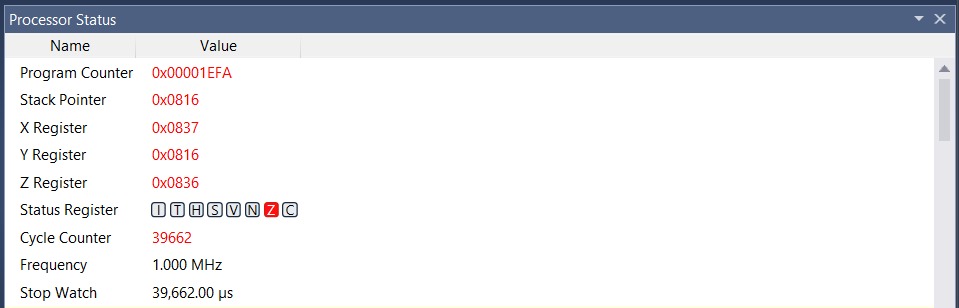 Processor Status
Name Value
Program Counter 0x00001EFA
Stack Pointer 0x0816
X Register 0x0837
Y Register 0x0816
Z Register 0x0836
Status Register I T H S V N Z C
Cycle Counter 39662
Frequency 1.000 MHz
Stop Watch 39,662.00 µs